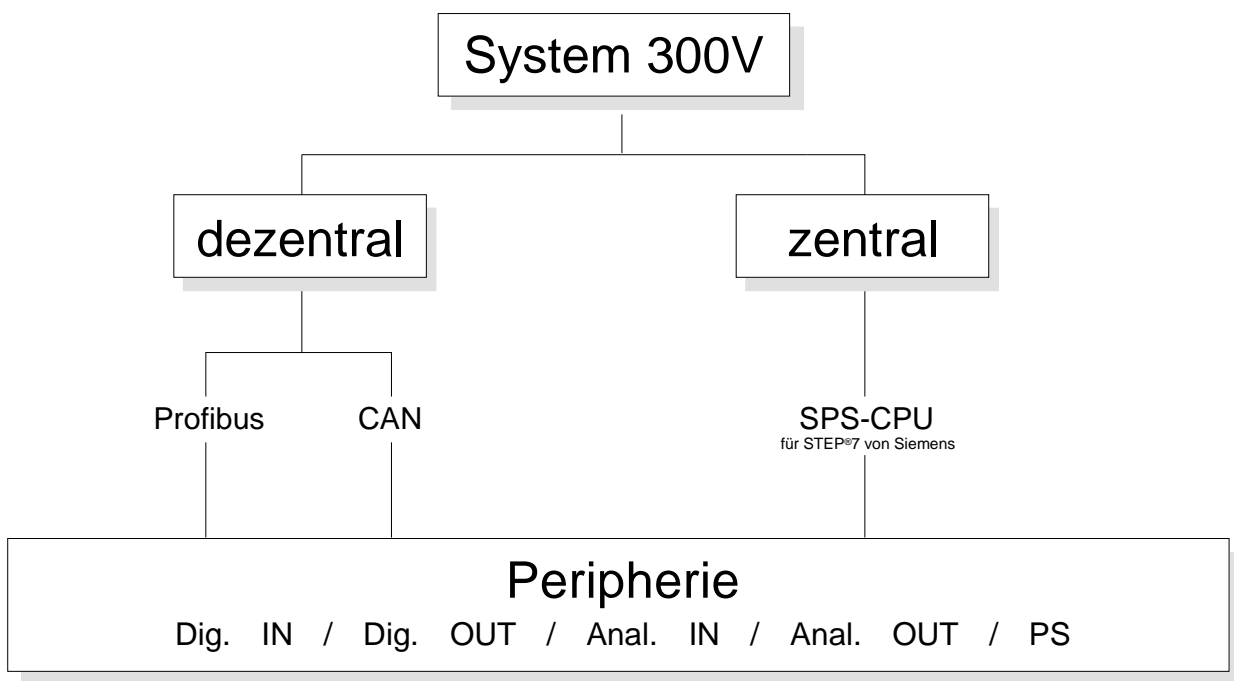 System 300V
dezentral
zentral
Profibus
CAN
SPS-CPU
für STEP®7 von Siemens
Peripherie
Dig. IN / Dig. OUT / Anal. IN / Anal. OUT / PS